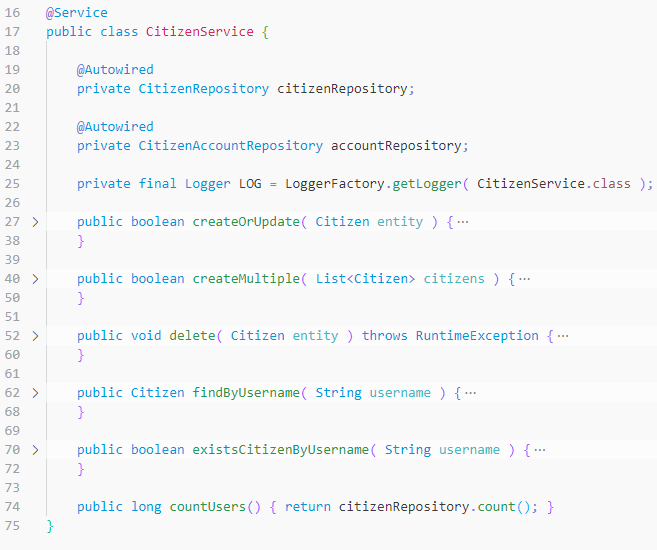 16 @Service
17 public class CitizenService {
18
19 @Autowired
20 private CitizenRepository citizenRepository;
21
22 @Autowired
23 private CitizenAccountRepository accountRepository;
24
25 private final Logger LOG = LoggerFactory.getLogger( CitizenService.class );
26
27 > public boolean createOrUpdate( Citizen entity ) {…
38 }
39
40 > public boolean createMultiple( List<Citizen> citizens ) {…
50 }
51
52 > public void delete( Citizen entity ) throws RuntimeException {…
60 }
61
62 > public Citizen findByUsername( String username ) {…
68 }
69
70 > public boolean existsCitizenByUsername( String username ) {…
72 }
73
74 public long countUsers() { return citizenRepository.count(); }
75 }